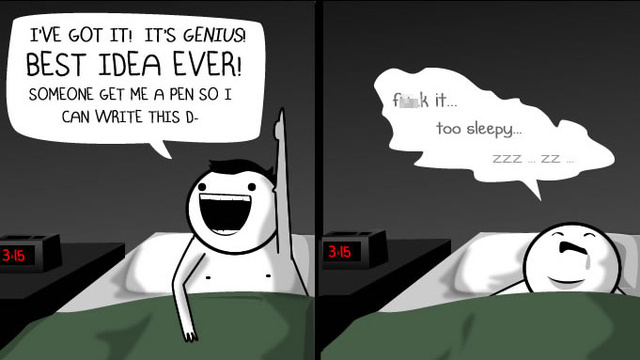 I'VE GOT IT! IT'S GENIUS!
BEST IDEA EVER!
SOMEONE GET ME A PEN SO I
CAN WRITE THIS D-
3:15
it...
too sleepy...
zzz ... zz ...
3:15